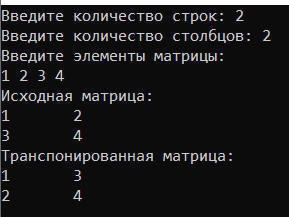 Введите количество строк: 2
Введите количество столбцов: 2
Введите элементы матрицы:
1 2 3 4
Исходная матрица:
1 2
3 4
Транспонированная матрица:
1 3
2 4